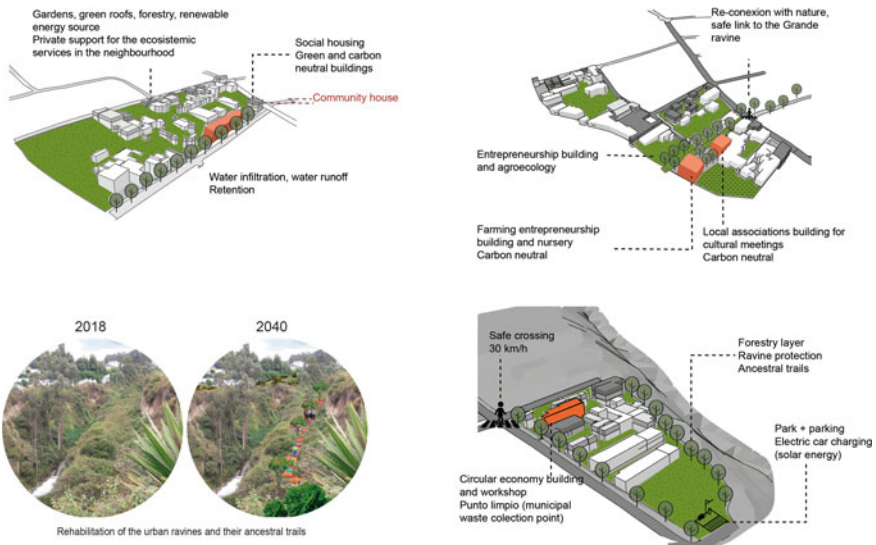 Gardens, green roofs, forestry, renewable
energy source
Private support for the ecosistemic
services in the neighbourhood
Social housing
Green and carbon
neutral buildings
Community house
Water infiltration, water runoff
Retention
Re-conexion with nature,
safe link to the Grande
ravine
Entrepreneurship building
and agroecology
Farming entrepreneurship
building and nursery
Carbon neutral
Local associations building for
cultural meetings
Carbon neutral
2018
2040
Rehabilitation of the urban ravines and their ancestral trails
Safe crossing
30 km/h
Forestry layer
Ravine protection
Ancestral trails
Park + parking
Electric car charging
(solar energy)
Circular economy building
and workshop
Punto limpio (municipal
waste colection point)